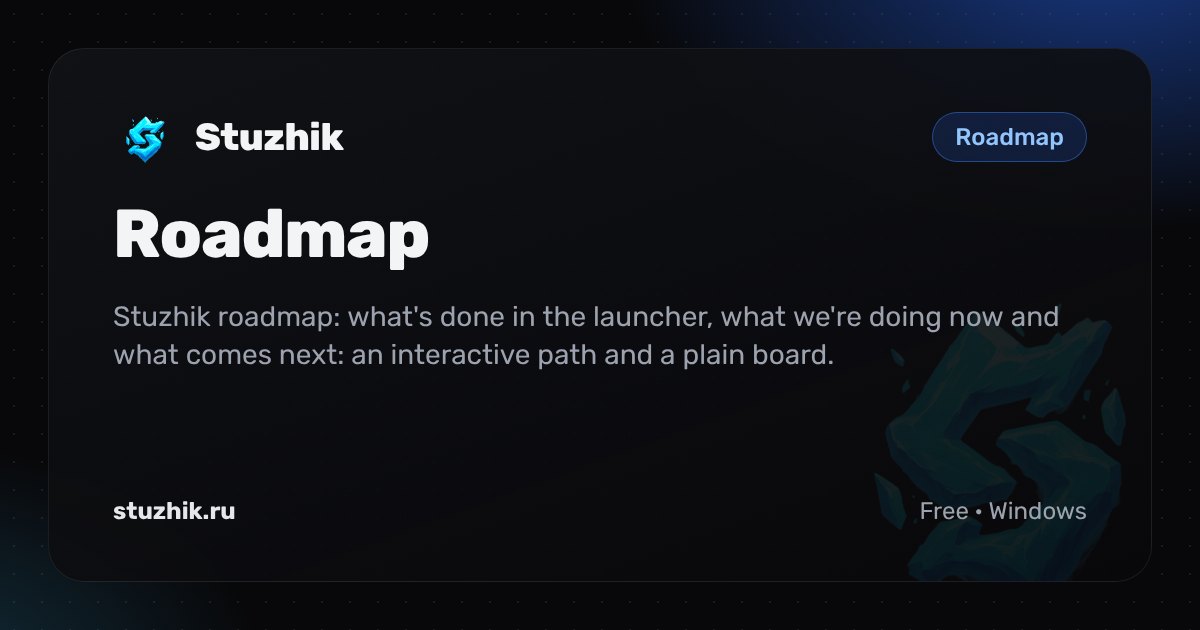 Stuzhik
Roadmap
Roadmap
Stuzhik roadmap: what's done in the launcher, what we're doing now and
what comes next: an interactive path and a plain board.
stuzhik.ru
Free • Windows